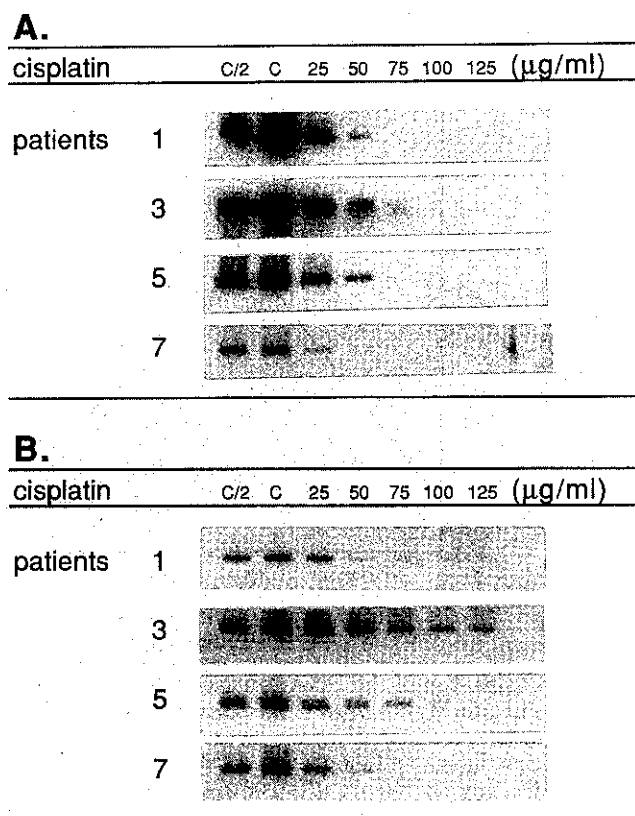 A.
cisplatin C/2 C 25 50 75 100 125 (μg/ml)
patients 1
3
5
7
B.
cisplatin C/2 C 25 50 75 100 125 (μg/ml)
patients 1
3
5
7